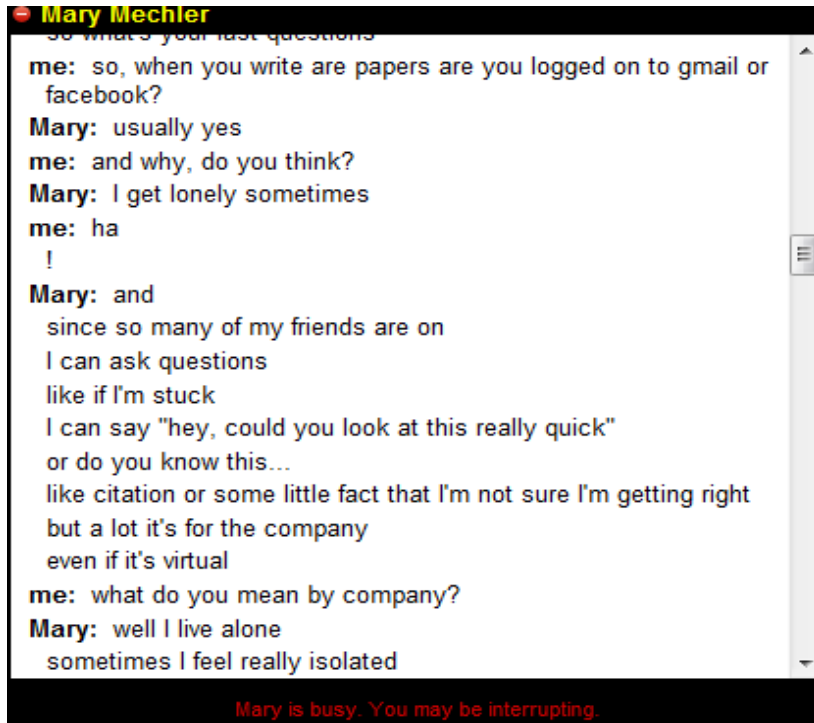 Mary Mechler
so what's your last questions
me: so, when you write are papers are you logged on to gmail or
facebook?
Mary: usually yes
me: and why, do you think?
Mary: I get lonely sometimes
me: ha
!
Mary: and
since so many of my friends are on
I can ask questions
like if I'm stuck
I can say "hey, could you look at this really quick"
or do you know this...
like citation or some little fact that I'm not sure I'm getting right
but a lot it's for the company
even if it's virtual
me: what do you mean by company?
Mary: well I live alone
sometimes I feel really isolated
Mary is busy. You may be interrupting.